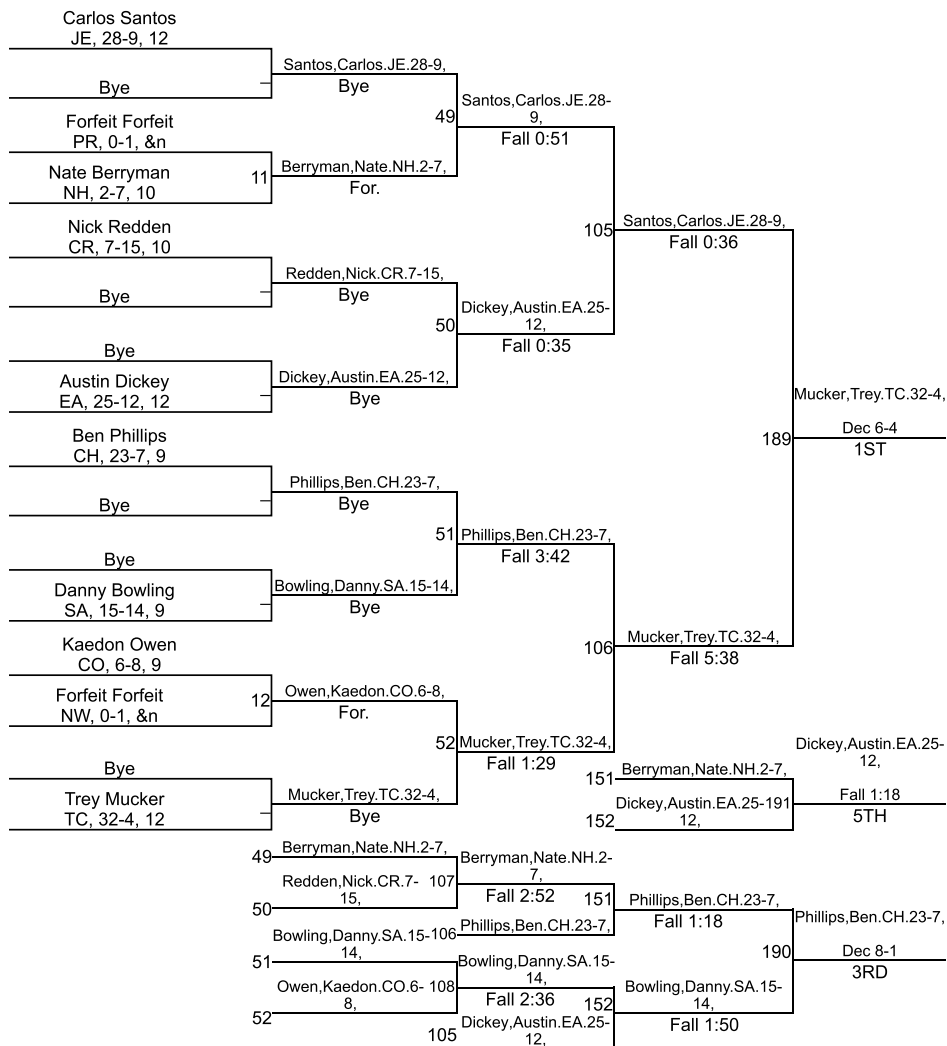 Carlos Santos
JE, 28-9, 12
Bye
Santos,Carlos.JE.28-9,
Bye
Forfeit Forfeit
PR, 0-1, &n
Nate Berryman
NH, 2-7, 10
11
Berryman,Nate.NH.2-7,
For.
49
Santos,Carlos.JE.28-
9,
Fall 0:51
Nick Redden
CR, 7-15, 10
Bye
Redden,Nick.CR.7-15,
Bye
Bye
Austin Dickey
EA, 25-12, 12
Dickey,Austin.EA.25-12,
Bye
50
Dickey,Austin.EA.25-
12,
Fall 0:35
105
Santos,Carlos.JE.28-9,
Fall 0:36
Ben Phillips
CH, 23-7, 9
Bye
Phillips,Ben.CH.23-7,
Bye
Bye
Danny Bowling
SA, 15-14, 9
Bowling,Danny.SA.15-14,
Bye
51
Phillips,Ben.CH.23-7,
Fall 3:42
Kaedon Owen
CO, 6-8, 9
Forfeit Forfeit
NW, 0-1, &n
12
Owen,Kaedon.CO.6-8,
For.
Bye
Trey Mucker
TC, 32-4, 12
Mucker,Trey.TC.32-4,
Bye
52
Mucker,Trey.TC.32-4,
Fall 1:29
106
Mucker,Trey.TC.32-4,
Fall 5:38
189
Mucker,Trey.TC.32-4,
Dec 6-4
1ST
151
Berryman,Nate.NH.2-7,
152
Dickey,Austin.EA.25-
12,
191
Dickey,Austin.EA.25-
12,
Fall 1:18
5TH
49
Berryman,Nate.NH.2-7,
50
Redden,Nick.CR.7-
15,
107
Berryman,Nate.NH.2-
7,
Fall 2:52
106
Phillips,Ben.CH.23-7,
151
Phillips,Ben.CH.23-7,
Fall 1:18
51
Bowling,Danny.SA.15-
14,
52
Owen,Kaedon.CO.6-
8,
108
Bowling,Danny.SA.15-
14,
Fall 2:36
105
Dickey,Austin.EA.25-
12,
152
Bowling,Danny.SA.15-
14,
Fall 1:50
190
Phillips,Ben.CH.23-7,
Dec 8-1
3RD